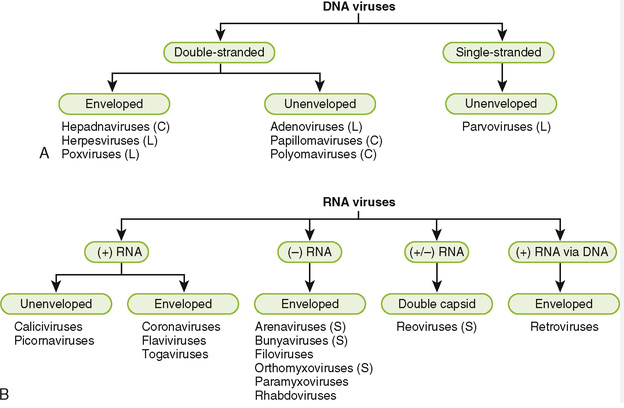 DNA viruses
Double-stranded
Single-stranded
Enveloped
Unenveloped
Unenveloped
Hepadnaviruses (C)
Herpesviruses (L)
Poxviruses (L)
Adenoviruses (L)
Papillomaviruses (C)
Polyomaviruses (C)
Parvoviruses (L)
A
RNA viruses
(+) RNA
(–) RNA
(+/–) RNA
(+) RNA via DNA
Unenveloped
Enveloped
Enveloped
Double capsid
Enveloped
Caliciviruses
Picornaviruses
Coronaviruses
Flaviviruses
Togaviruses
Arenaviruses (S)
Bunyaviruses (S)
Filoviruses
Orthomyxoviruses (S)
Paramyxoviruses
Rhabdoviruses
Reoviruses (S)
Retroviruses
B